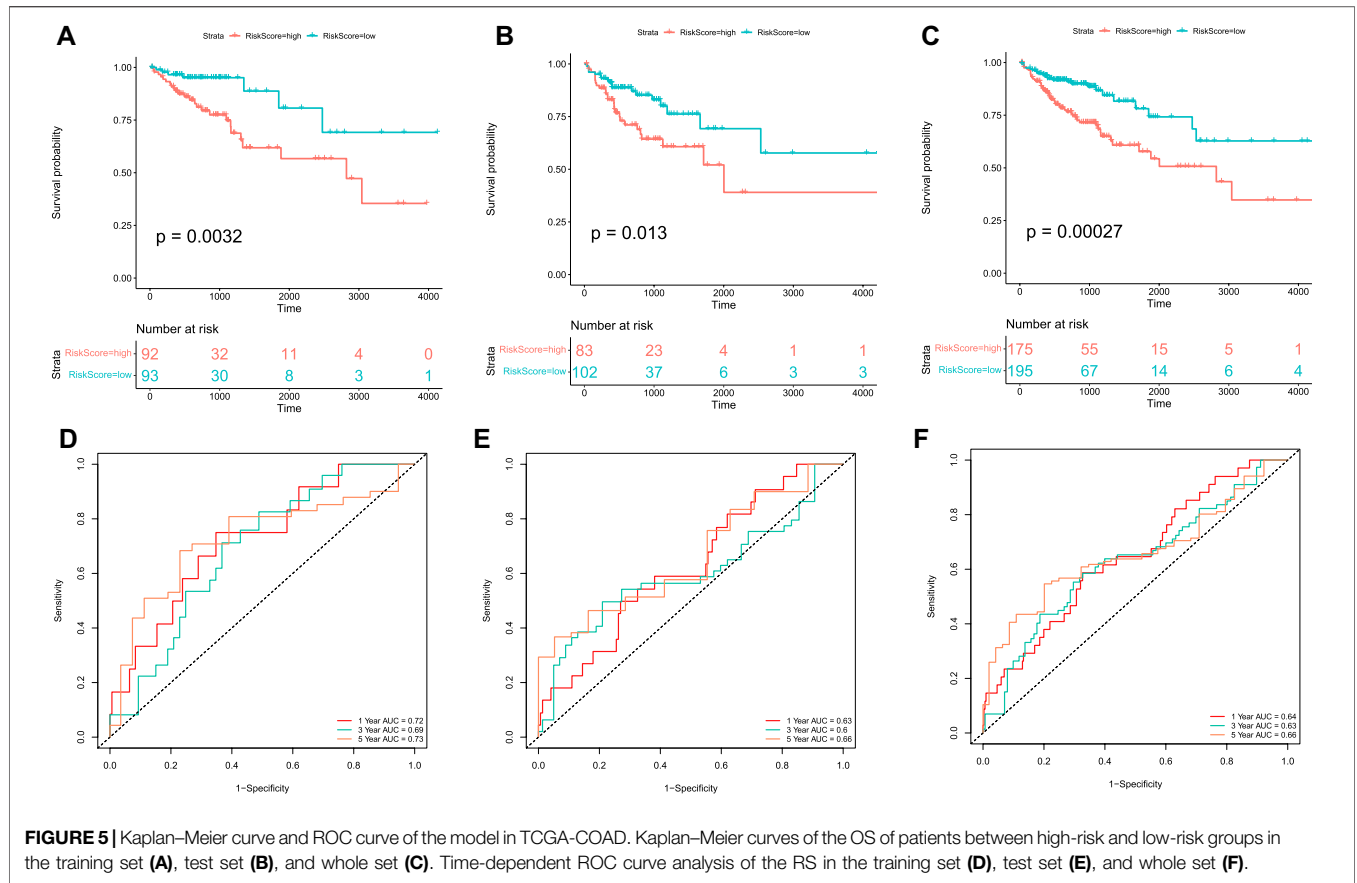 A
Strata RiskScore=high RiskScore=low
Survival probability
1.00
0.75
0.50
0.25
0.00
p = 0.0032
0 1000 2000 3000 4000
Time
Number at risk
Strata
RiskScore=high 92 32 11 4 0
RiskScore=low 93 30 8 3 1
0 1000 2000 3000 4000
Time
B
Strata RiskScore=high RiskScore=low
Survival probability
1.00
0.75
0.50
0.25
0.00
p = 0.013
0 1000 2000 3000 4000
Time
Number at risk
Strata
RiskScore=high 83 23 4 1 1
RiskScore=low 102 37 6 3 3
0 1000 2000 3000 4000
Time
C
Strata RiskScore=high RiskScore=low
Survival probability
1.00
0.75
0.50
0.25
0.00
p = 0.00027
0 1000 2000 3000 4000
Time
Number at risk
Strata
RiskScore=high 175 55 15 5 1
RiskScore=low 195 67 14 6 4
0 1000 2000 3000 4000
Time
D
Sensitivity
1.0
0.8
0.6
0.4
0.2
0.0
1 Year AUC = 0.72
3 Year AUC = 0.69
5 Year AUC = 0.73
0.0 0.2 0.4 0.6 0.8 1.0
1−Specificity
E
Sensitivity
1.0
0.8
0.6
0.4
0.2
0.0
1 Year AUC = 0.63
3 Year AUC = 0.6
5 Year AUC = 0.66
0.0 0.2 0.4 0.6 0.8 1.0
1−Specificity
F
Sensitivity
1.0
0.8
0.6
0.4
0.2
0.0
1 Year AUC = 0.64
3 Year AUC = 0.63
5 Year AUC = 0.66
0.0 0.2 0.4 0.6 0.8 1.0
1−Specificity
FIGURE 5 | Kaplan–Meier curve and ROC curve of the model in TCGA-COAD. Kaplan–Meier curves of the OS of patients between high-risk and low-risk groups in
the training set (A), test set (B), and whole set (C). Time-dependent ROC curve analysis of the RS in the training set (D), test set (E), and whole set (F).